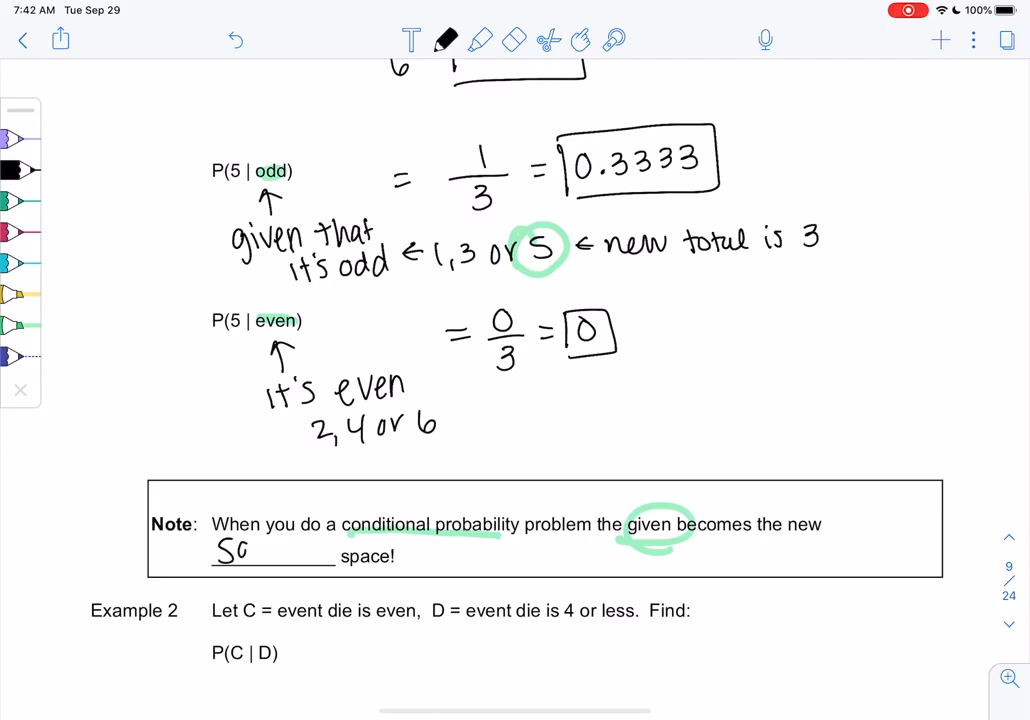 7:42 AM Tue Sep 29
100%
6
P(5 | odd)
= 1/3 = 0.3333
given that
it's odd ← 1, 3 or 5 ← new total is 3
P(5 | even)
= 0/3 = 0
it's even
2, 4 or 6
Note: When you do a conditional probability problem the given becomes the new
space!
9
/
24
Example 2 Let C = event die is even, D = event die is 4 or less. Find:
P(C | D)